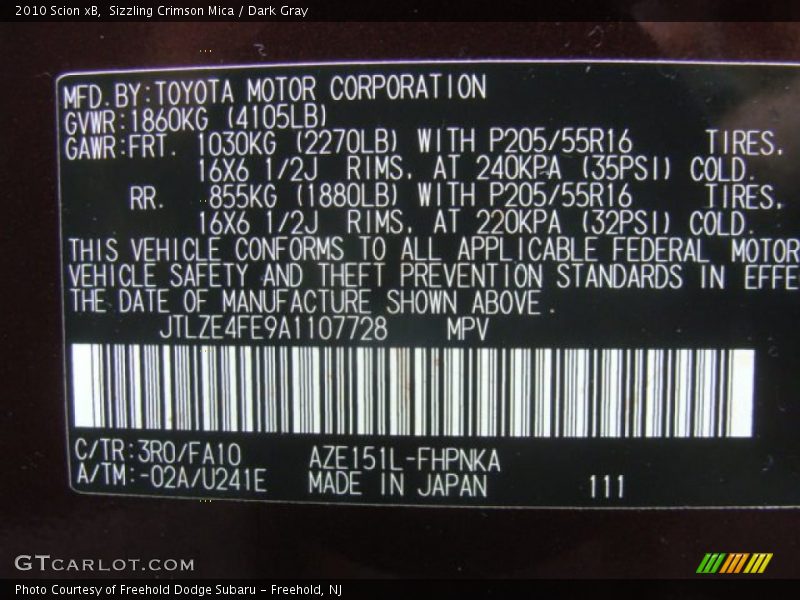 2010 Scion xB,  Sizzling Crimson Mica / Dark Gray
MFD.BY:TOYOTA MOTOR CORPORATION
GVWR:1860KG (4105LB)
GAWR:FRT. 1030KG (2270LB) WITH P205/55R16 TIRES.
16X6 1/2J RIMS. AT 240KPA (35PSI) COLD.
RR. 855KG (1880LB) WITH P205/55R16 TIRES.
16X6 1/2J RIMS. AT 220KPA (32PSI) COLD.
THIS VEHICLE CONFORMS TO ALL APPLICABLE FEDERAL MOTOR
VEHICLE SAFETY AND THEFT PREVENTION STANDARDS IN EFFE
THE DATE OF MANUFACTURE SHOWN ABOVE.
JTLZE4FE9A1107728 MPV
C/TR:3R0/FA10 AZE151L-FHPNKA
A/TM:-02A/U241E MADE IN JAPAN 111
GTCARLOT.COM
Photo Courtesy of Freehold Dodge Subaru - Freehold, NJ